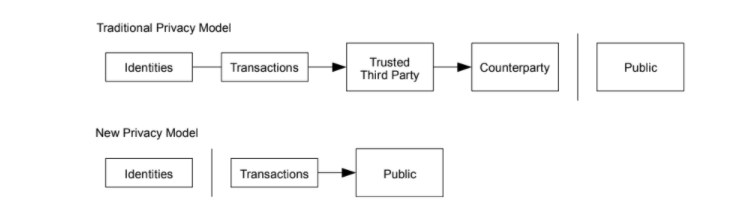 Traditional Privacy Model
Identities
Transactions
Trusted
Third Party
Counterparty
Public
New Privacy Model
Identities
Transactions
Public